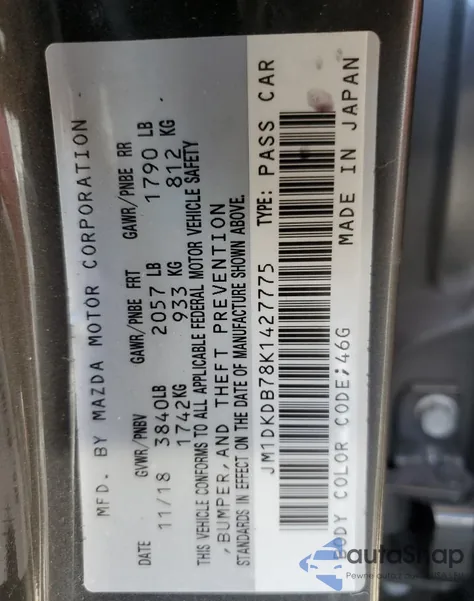 MFD. BY MAZDA MOTOR CORPORATION
DATE GVWR/PNBV GAWR/PNBE FRT GAWR/PNBE RR
11/18 3840LB 2057 LB 1790 LB
1742KG 933 KG 812 KG
THIS VEHICLE CONFORMS TO ALL APPLICABLE FEDERAL MOTOR VEHICLE SAFETY
,BUMPER,AND THEFT PREVENTION
STANDARDS IN EFFECT ON THE DATE OF MANUFACTURE SHOWN ABOVE.
JM1DKDB78K1427775 TYPE: PASS CAR
BODY COLOR CODE;46G MADE IN JAPAN
autoShap